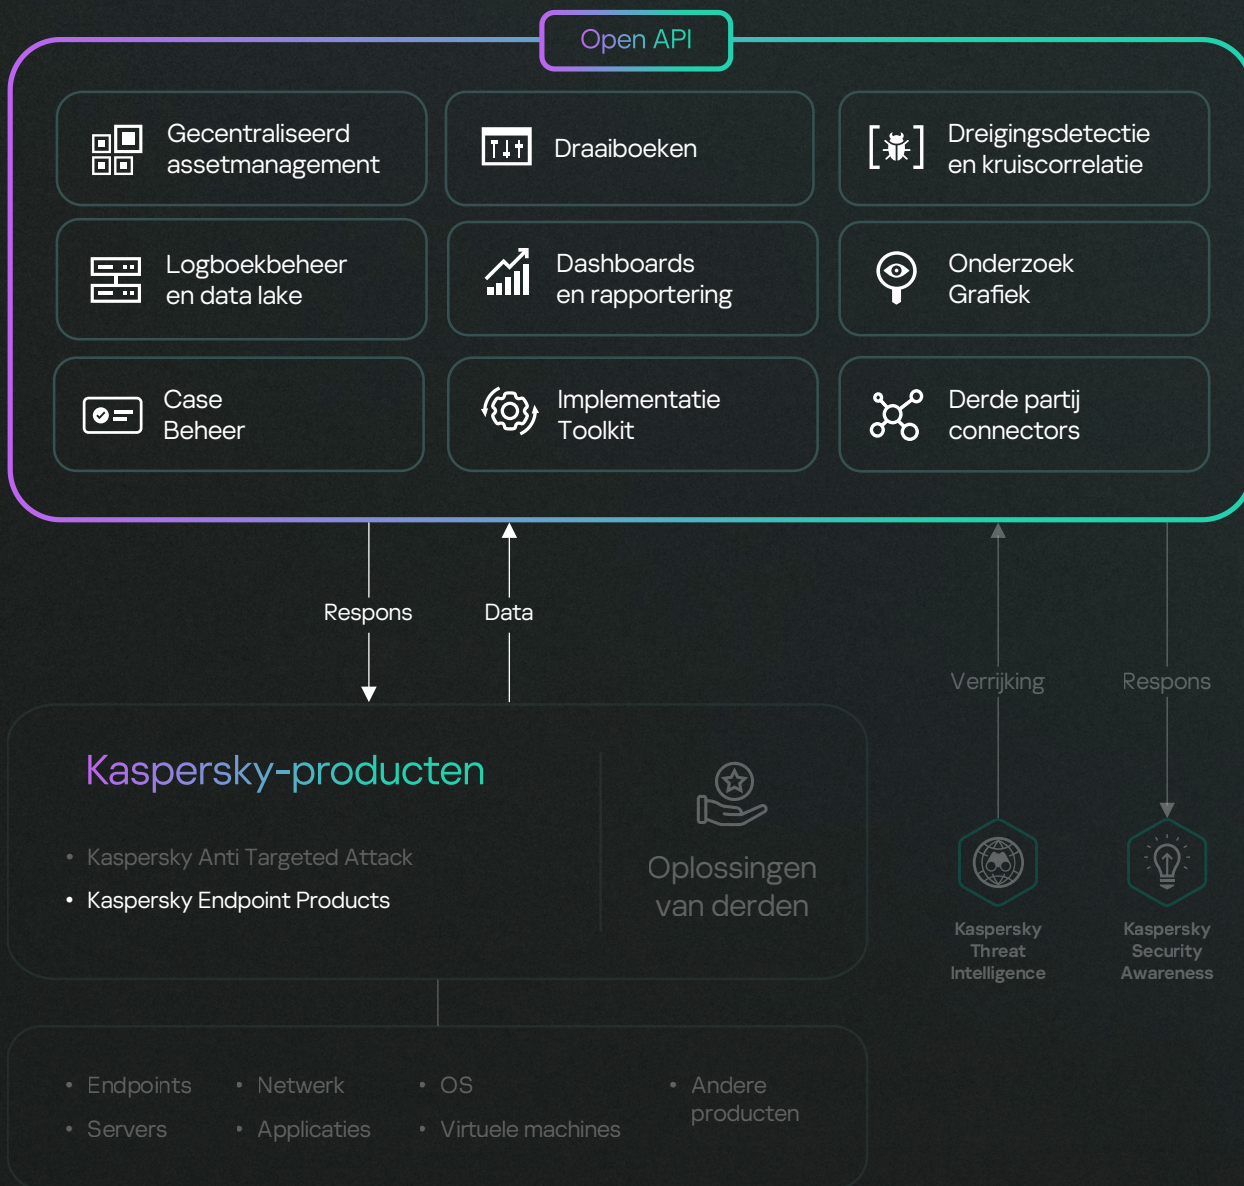 Open API
Gecentraliseerd
assetmanagement
Draaiboeken
Dreigingsdetectie
en kruiscorrelatie
Logboekbeheer
en data lake
Dashboards
en rapportering
Onderzoek
Grafiek
Case
Beheer
Implementatie
Toolkit
Derde partij
connectors
Respons
Data
Verrijking
Respons
Kaspersky-producten
• Kaspersky Anti Targeted Attack
• Kaspersky Endpoint Products
Oplossingen
van derden
Kaspersky
Threat
Intelligence
Kaspersky
Security
Awareness
• Endpoints
• Servers
• Netwerk
• Applicaties
• OS
• Virtuele machines
• Andere
producten